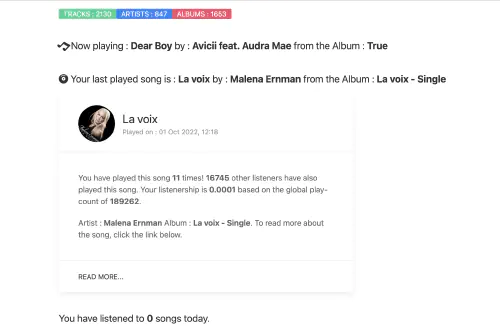 TRACKS : 2130 ARTISTS : 847 ALBUMS : 1653
Now playing : Dear Boy by : Avicii feat. Audra Mae from the Album : True
Your last played song is : La voix by : Malena Ernman from the Album : La voix - Single
La voix
Played on : 01 Oct 2022, 12:18
You have played this song 11 times! 16745 other listeners have also
played this song. Your listenership is 0.0001 based on the global play-
count of 189262.
Artist : Malena Ernman Album : La voix - Single. To read more about
the song, click the link below.
READ MORE...
You have listened to 0 songs today.